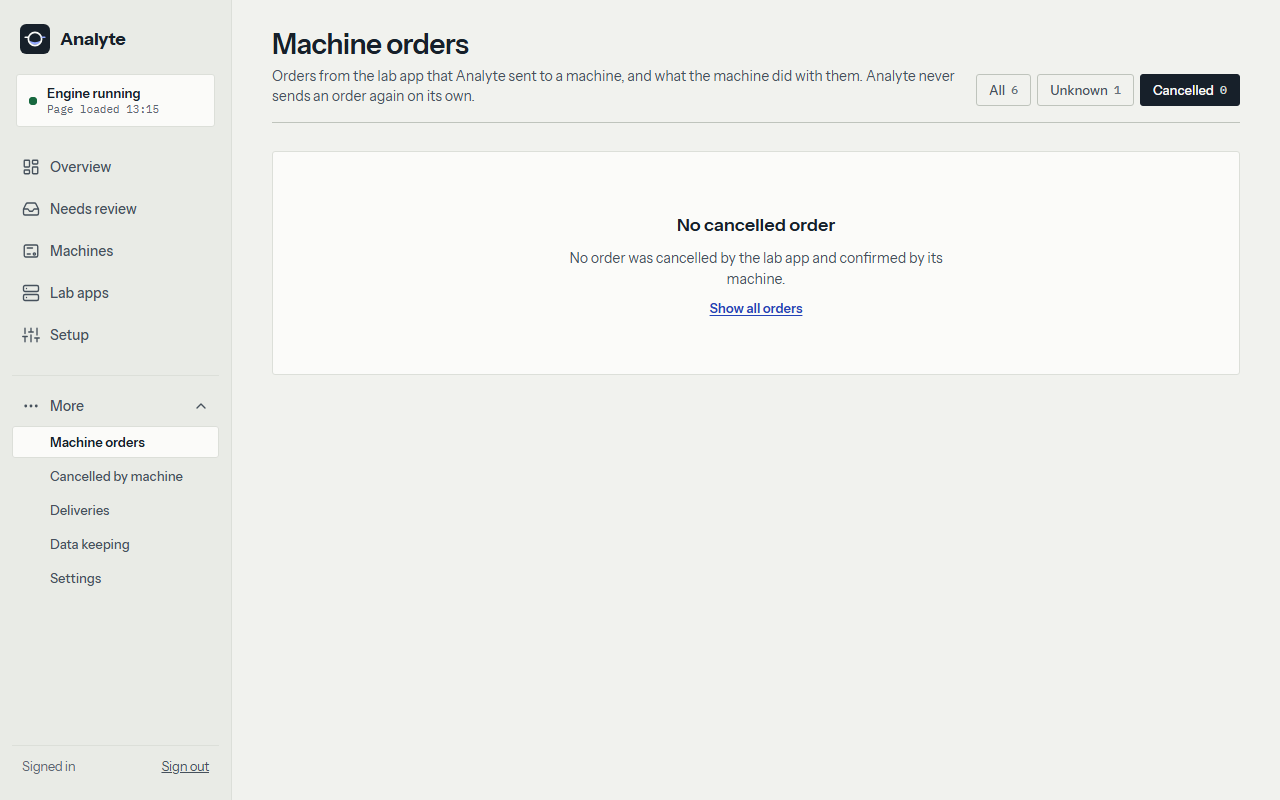 Analyte
Engine running
Page loaded 13:15
Overview
Needs review
Machines
Lab apps
Setup
More
Machine orders
Cancelled by machine
Deliveries
Data keeping
Settings
Signed in
Sign out
Machine orders
Orders from the lab app that Analyte sent to a machine, and what the machine did with them. Analyte never
sends an order again on its own.
All 6
Unknown 1
Cancelled 0
No cancelled order
No order was cancelled by the lab app and confirmed by its
machine.
Show all orders